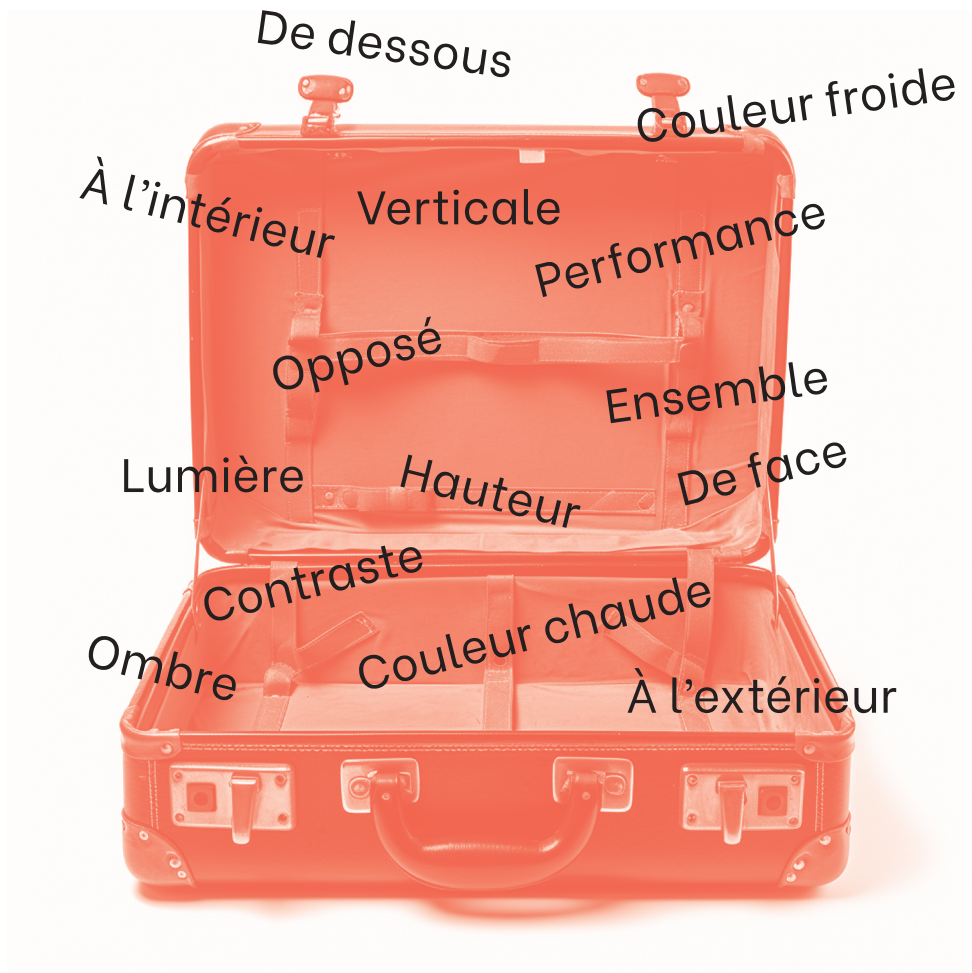 De dessous
Couleur froide
À l’intérieur
Verticale
Performance
Opposé
Ensemble
Lumière
Hauteur
De face
Contraste
Couleur chaude
Ombre
À l’extérieur